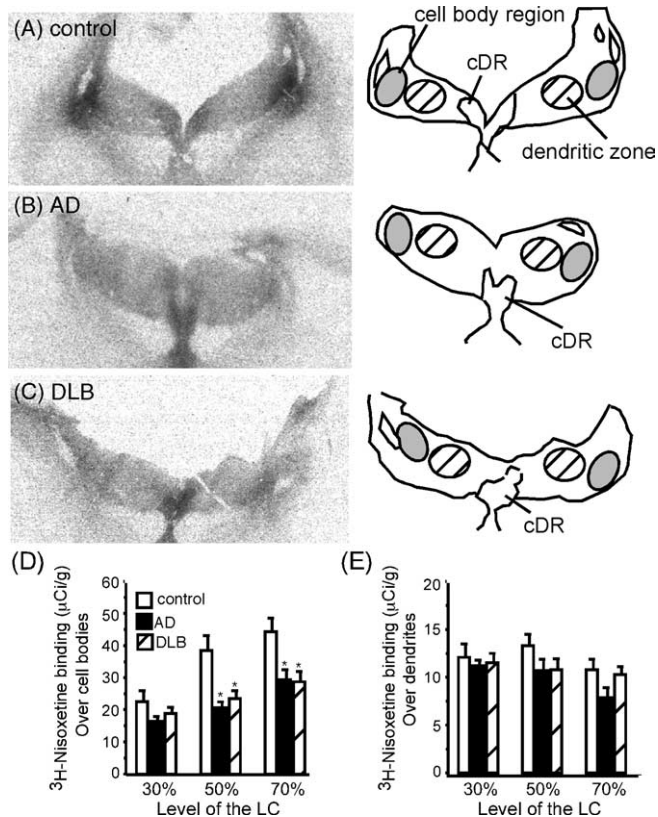 (A) control
cell body region
cDR
dendritic zone
(B) AD
cDR
(C) DLB
cDR
(D)
³H-Nisoxetine binding (μCi/g)
Over cell bodies
60
50
40
30
20
10
0
control
AD
DLB
* *
* *
30% 50% 70%
Level of the LC
(E)
³H-Nisoxetine binding (μCi/g)
Over dendrites
20
15
10
5
0
30% 50% 70%
Level of the LC